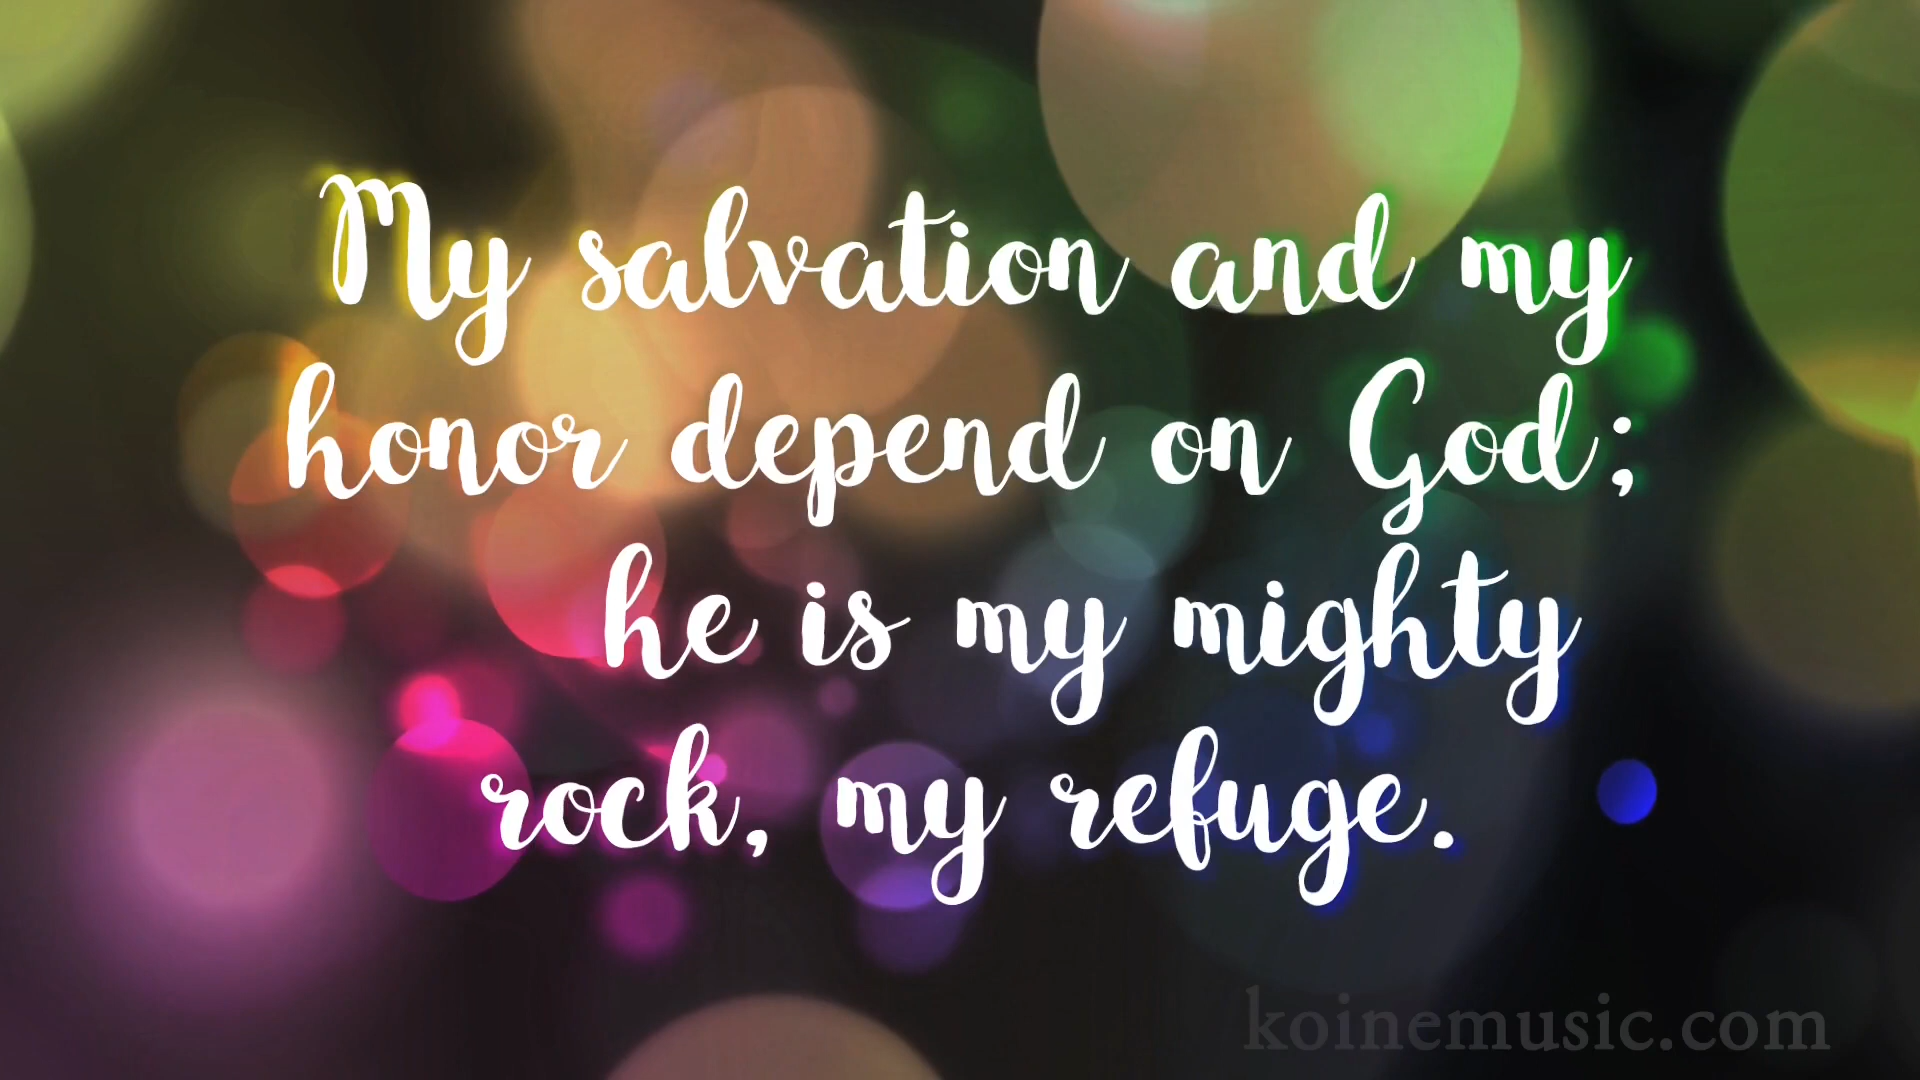 My salvation and my
honor depend on God;
he is my mighty
rock, my refuge.
koinemusic.com